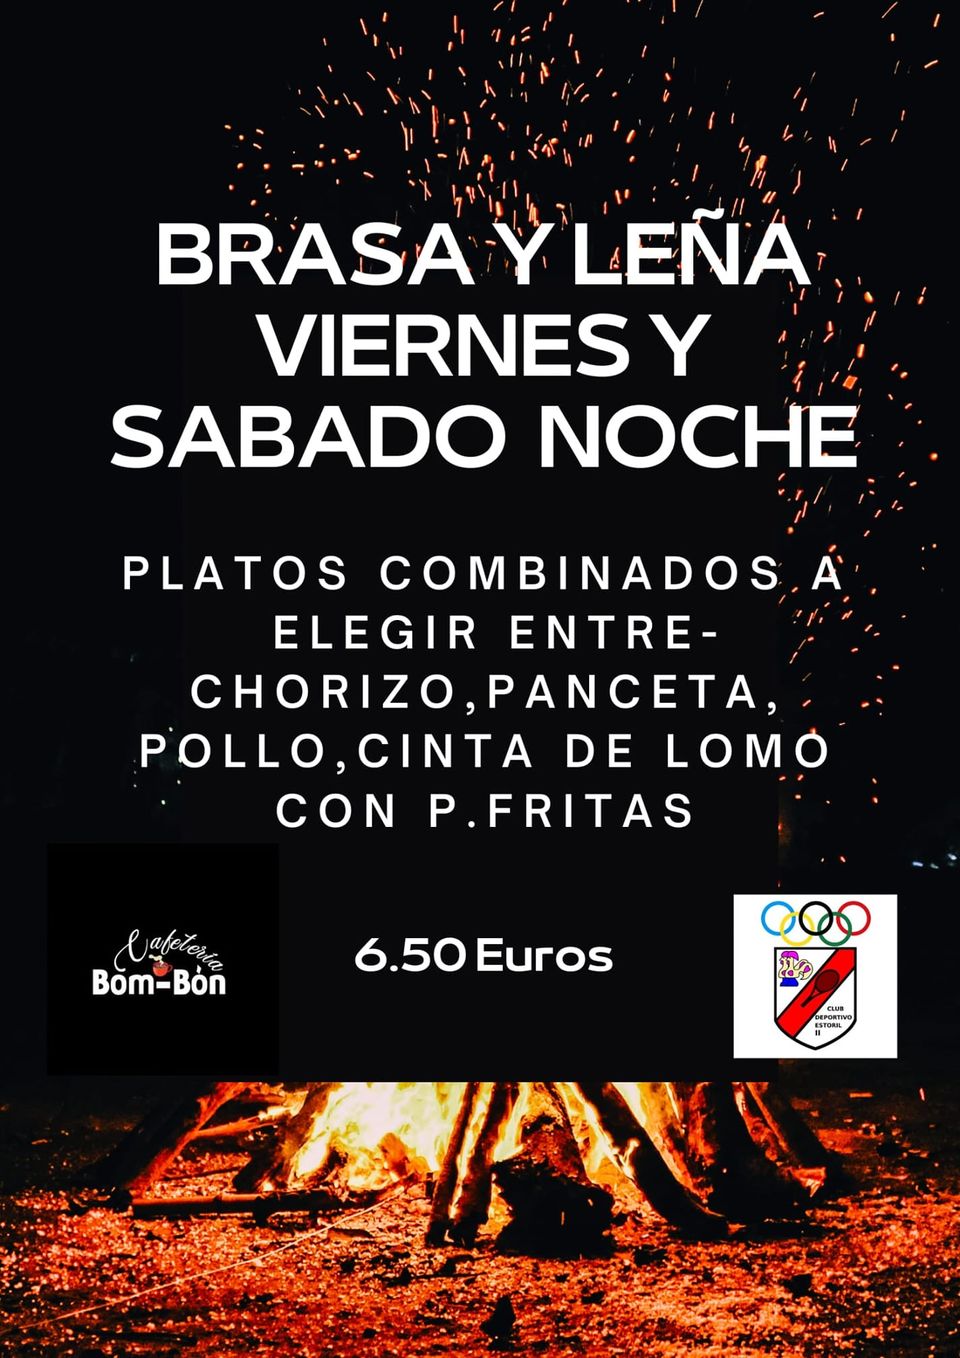 BRASA Y LEÑA
VIERNES Y
SABADO NOCHE
PLATOS COMBINADOS A
ELEGIR ENTRE-
CHORIZO,PANCETA,
POLLO,CINTA DE LOMO
CON P.FRITAS
6.50 Euros
Cafetería
Bom-Bòn
CLUB
DEPORTIVO
ESTORIL
II